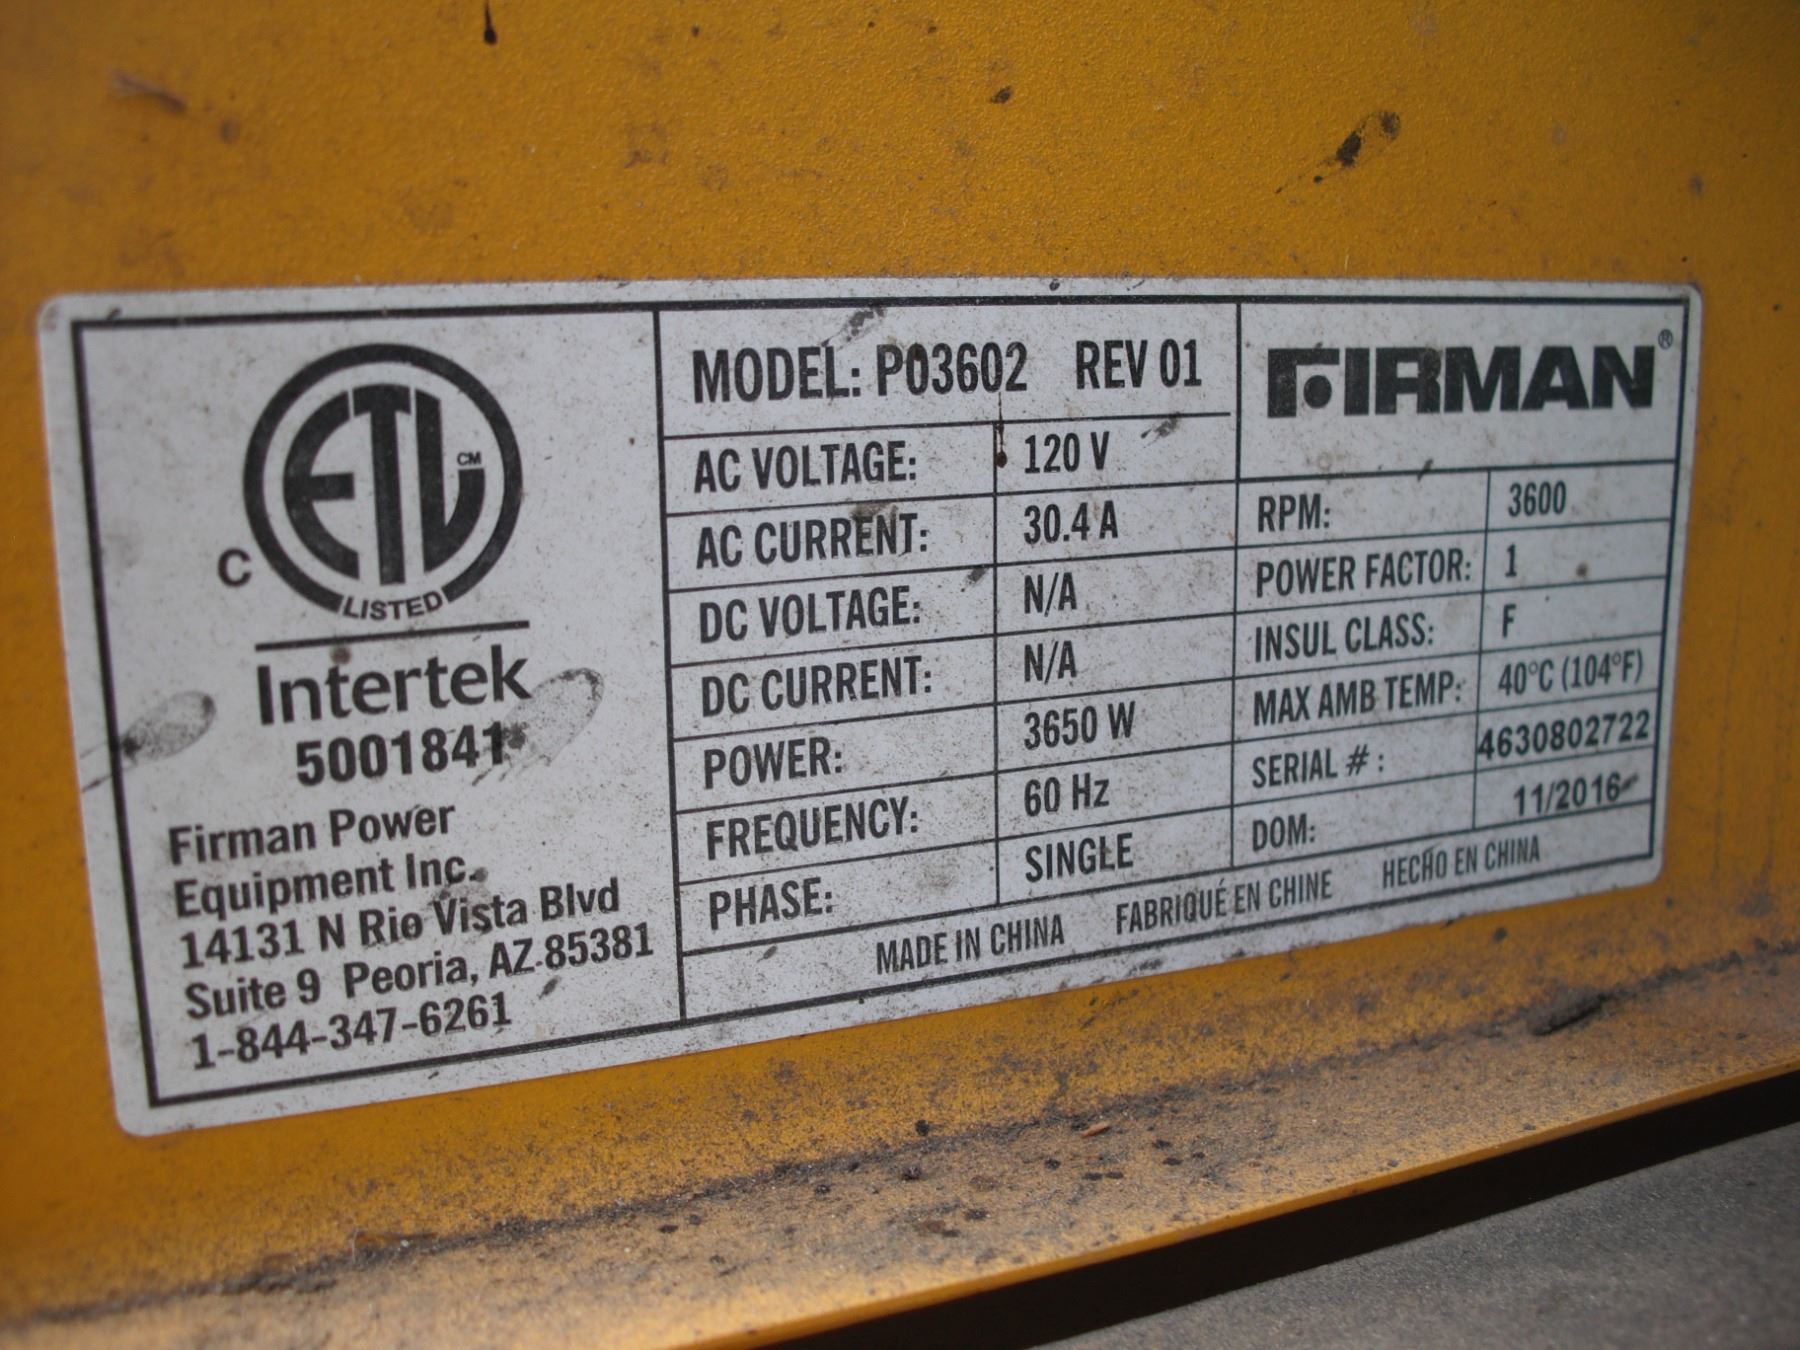 C
ETL
CM
LISTED
Intertek
5001841
Firman Power
Equipment Inc.
14131 N Rio Vista Blvd
Suite 9 Peoria, AZ 85381
1-844-347-6261
MODEL: P03602 REV 01
AC VOLTAGE: 120 V
AC CURRENT: 30.4 A
DC VOLTAGE: N/A
DC CURRENT: N/A
POWER: 3650 W
FREQUENCY: 60 Hz
PHASE: SINGLE
FIRMAN®
RPM: 3600
POWER FACTOR: 1
INSUL CLASS: F
MAX AMB TEMP: 40°C (104°F)
SERIAL # : 4630802722
DOM: 11/2016
MADE IN CHINA FABRIQUÉ EN CHINE HECHO EN CHINA